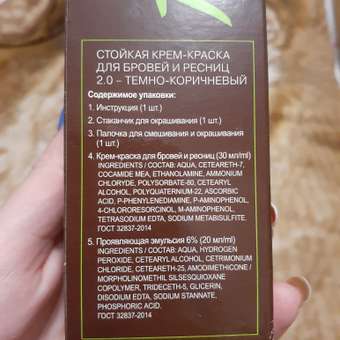 СТОЙКАЯ КРЕМ-КРАСКА
ДЛЯ БРОВЕЙ И РЕСНИЦ
2.0 – ТЕМНО-КОРИЧНЕВЫЙ
Содержимое упаковки:
1. Инструкция (1 шт.)
2. Стаканчик для окрашивания (1 шт.)
3. Палочка для смешивания и окрашивания
(1 шт.)
4. Крем-краска для бровей и ресниц (30 мл/ml)
INGREDIENTS / СОСТАВ: AQUA, CETEARETH-7,
COCAMIDE MEA, ETHANOLAMINE, AMMONIUM
CHLORYDE, POLYSORBATE-80, CETEARYL
ALCOHOL, POLYQUATERNIUM-22, ASCORBIC
ACID, P-PHENYLENEDIAMINE, P-AMINOPHENOL,
4-CHLORORESORCINOL, M-AMINOPHENOL,
TETRASODIUM EDTA, SODIUM METABISULFITE.
ГОСТ 32837-2014
5. Проявляющая эмульсия 6% (20 мл/ml)
INGREDIENTS / СОСТАВ: AQUA, HYDROGEN
PEROXIDE, CETEARYL ALCOHOL, CETRIMONIUM
CHLORIDE, CETEARETH-25, AMODIMETHICONE /
MORPHOLINOMETHIL SILSESQUIOXANE
COPOLYMER, TRIDECETH-5, GLICERIN,
DISODIUM EDTA, SODIUM STANNATE,
PHOSPHORIC ACID.
ГОСТ 32837-2014